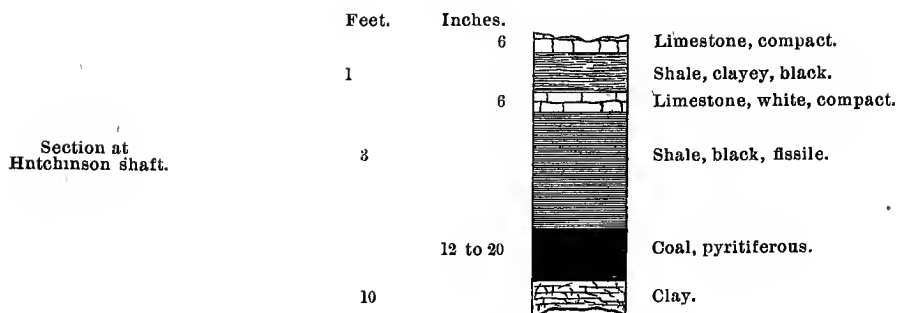 Feet. Inches.
6 Limestone, compact.
1 Shale, clayey, black.
6 Limestone, white, compact.
Section at
Hntchinson shaft.
3 Shale, black, fissile.
12 to 20 Coal, pyritiferous.
10 Clay.